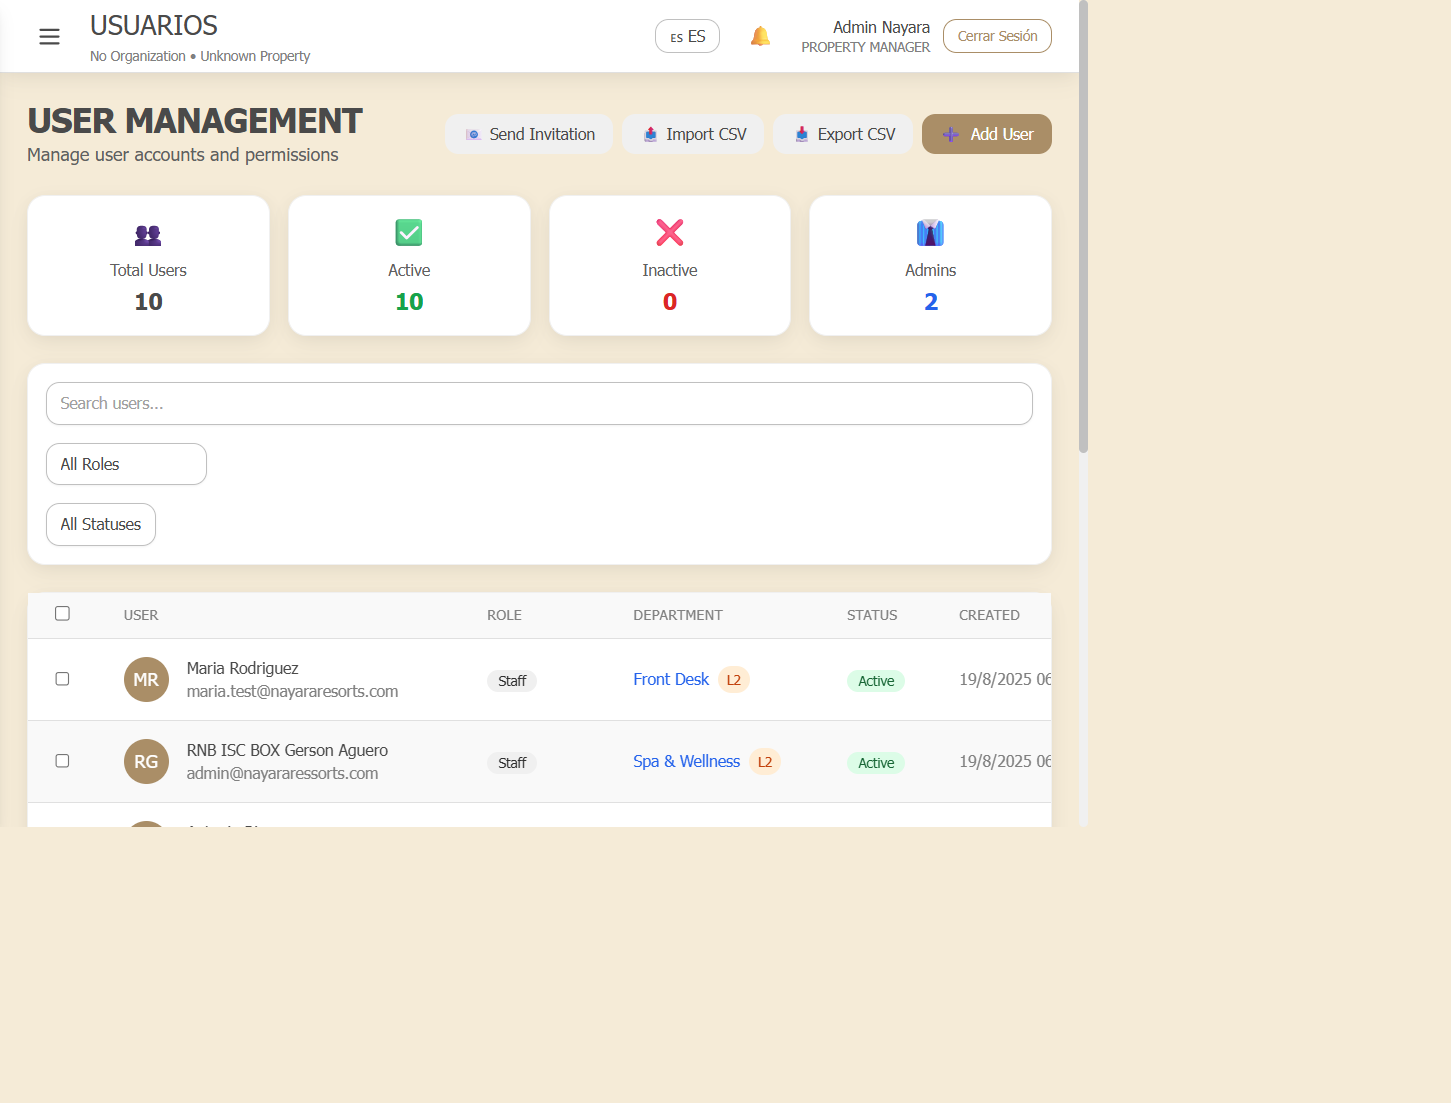 USUARIOS
No Organization • Unknown Property
ES ES
Admin Nayara
PROPERTY MANAGER
Cerrar Sesión
USER MANAGEMENT
Manage user accounts and permissions
Send Invitation
Import CSV
Export CSV
Add User
Total Users
10
Active
10
Inactive
0
Admins
2
Search users...
All Roles
All Statuses
USER ROLE DEPARTMENT STATUS CREATED
MR Maria Rodriguez
maria.test@nayararesorts.com
Staff Front Desk L2 Active 19/8/2025 06
RG RNB ISC BOX Gerson Aguero
admin@nayararessorts.com
Staff Spa & Wellness L2 Active 19/8/2025 06